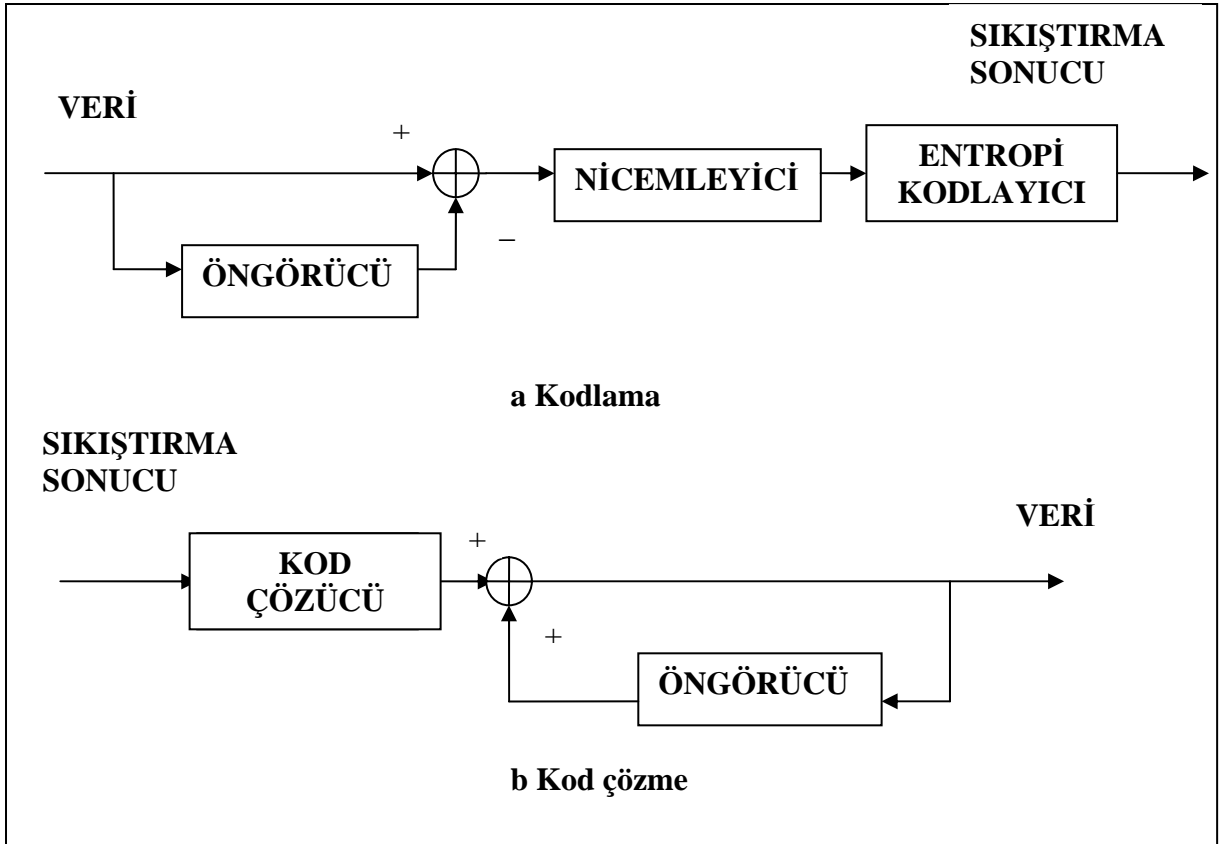 SIKIŞTIRMA
SONUCU
VERİ
+
NİCEMLEYİCİ
ENTROPİ
KODLAYICI
−
ÖNGÖRÜCÜ
a Kodlama
SIKIŞTIRMA
SONUCU
VERİ
+
KOD
ÇÖZÜCÜ
+
ÖNGÖRÜCÜ
b Kod çözme